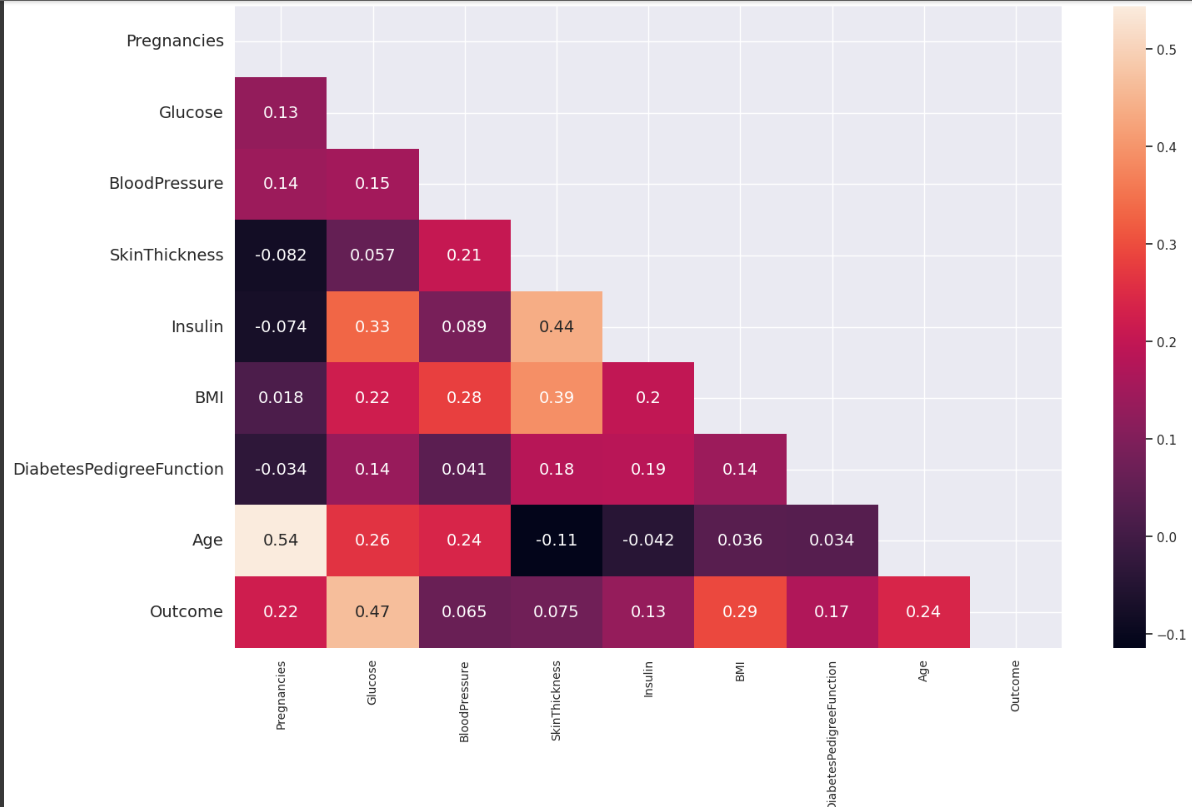 Pregnancies
Glucose 0.13
BloodPressure 0.14 0.15
SkinThickness -0.082 0.057 0.21
Insulin -0.074 0.33 0.089 0.44
BMI 0.018 0.22 0.28 0.39 0.2
DiabetesPedigreeFunction -0.034 0.14 0.041 0.18 0.19 0.14
Age 0.54 0.26 0.24 -0.11 -0.042 0.036 0.034
Outcome 0.22 0.47 0.065 0.075 0.13 0.29 0.17 0.24
Pregnancies
Glucose
BloodPressure
SkinThickness
Insulin
BMI
DiabetesPedigreeFunction
Age
Outcome
0.5
0.4
0.3
0.2
0.1
0.0
−0.1